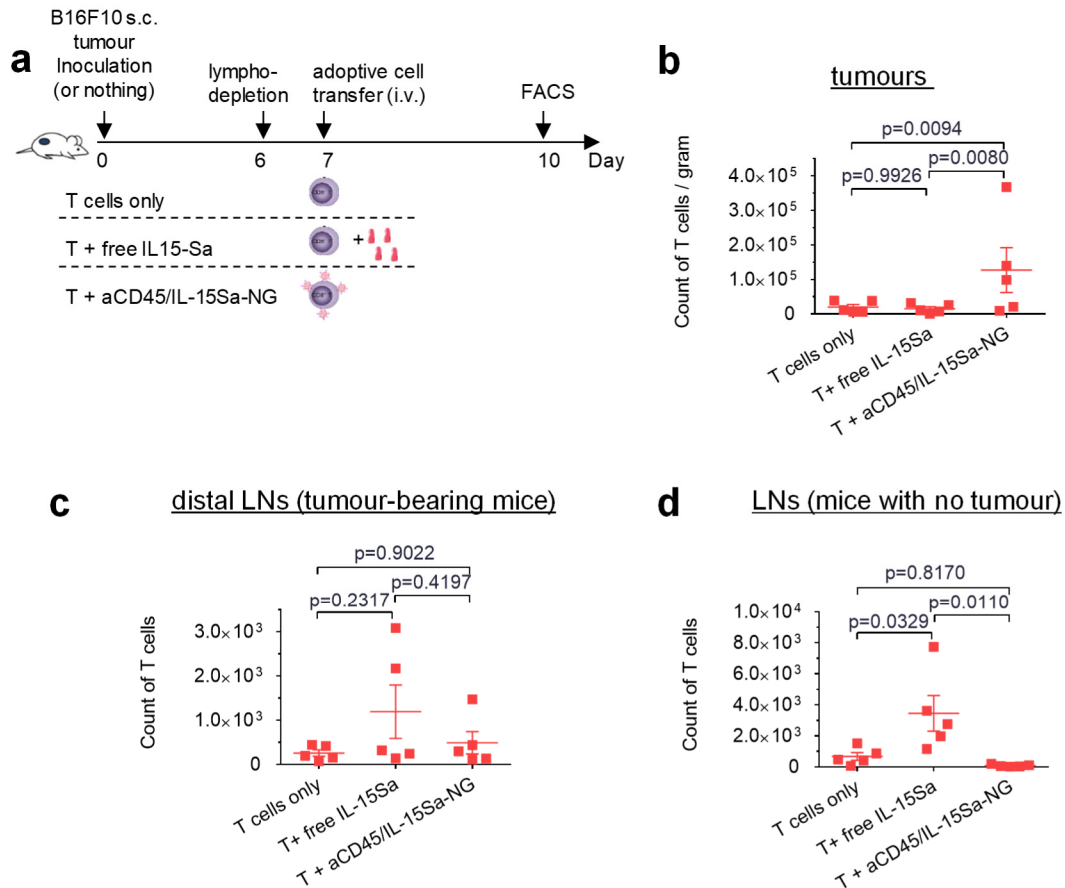 a
B16F10 s.c.
tumour
Inoculation
(or nothing)
lympho-
depletion
adoptive cell
transfer (i.v.)
FACS
0
6
7
10
Day
T cells only
T + free IL15-Sa
+
T + aCD45/IL-15Sa-NG
b
tumours
p=0.0094
p=0.0080
p=0.9926
Count of T cells / gram
4.0×10⁵
3.0×10⁵
2.0×10⁵
1.0×10⁵
0
T cells only
T+ free IL-15Sa
T + aCD45/IL-15Sa-NG
c
distal LNs (tumour-bearing mice)
p=0.9022
p=0.4197
p=0.2317
Count of T cells
3.0×10³
2.0×10³
1.0×10³
0
T cells only
T+ free IL-15Sa
T + aCD45/IL-15Sa-NG
d
LNs (mice with no tumour)
p=0.8170
p=0.0110
p=0.0329
Count of T cells
1.0×10⁴
8.0×10³
6.0×10³
4.0×10³
2.0×10³
0
T cells only
T+ free IL-15Sa
T + aCD45/IL-15Sa-NG